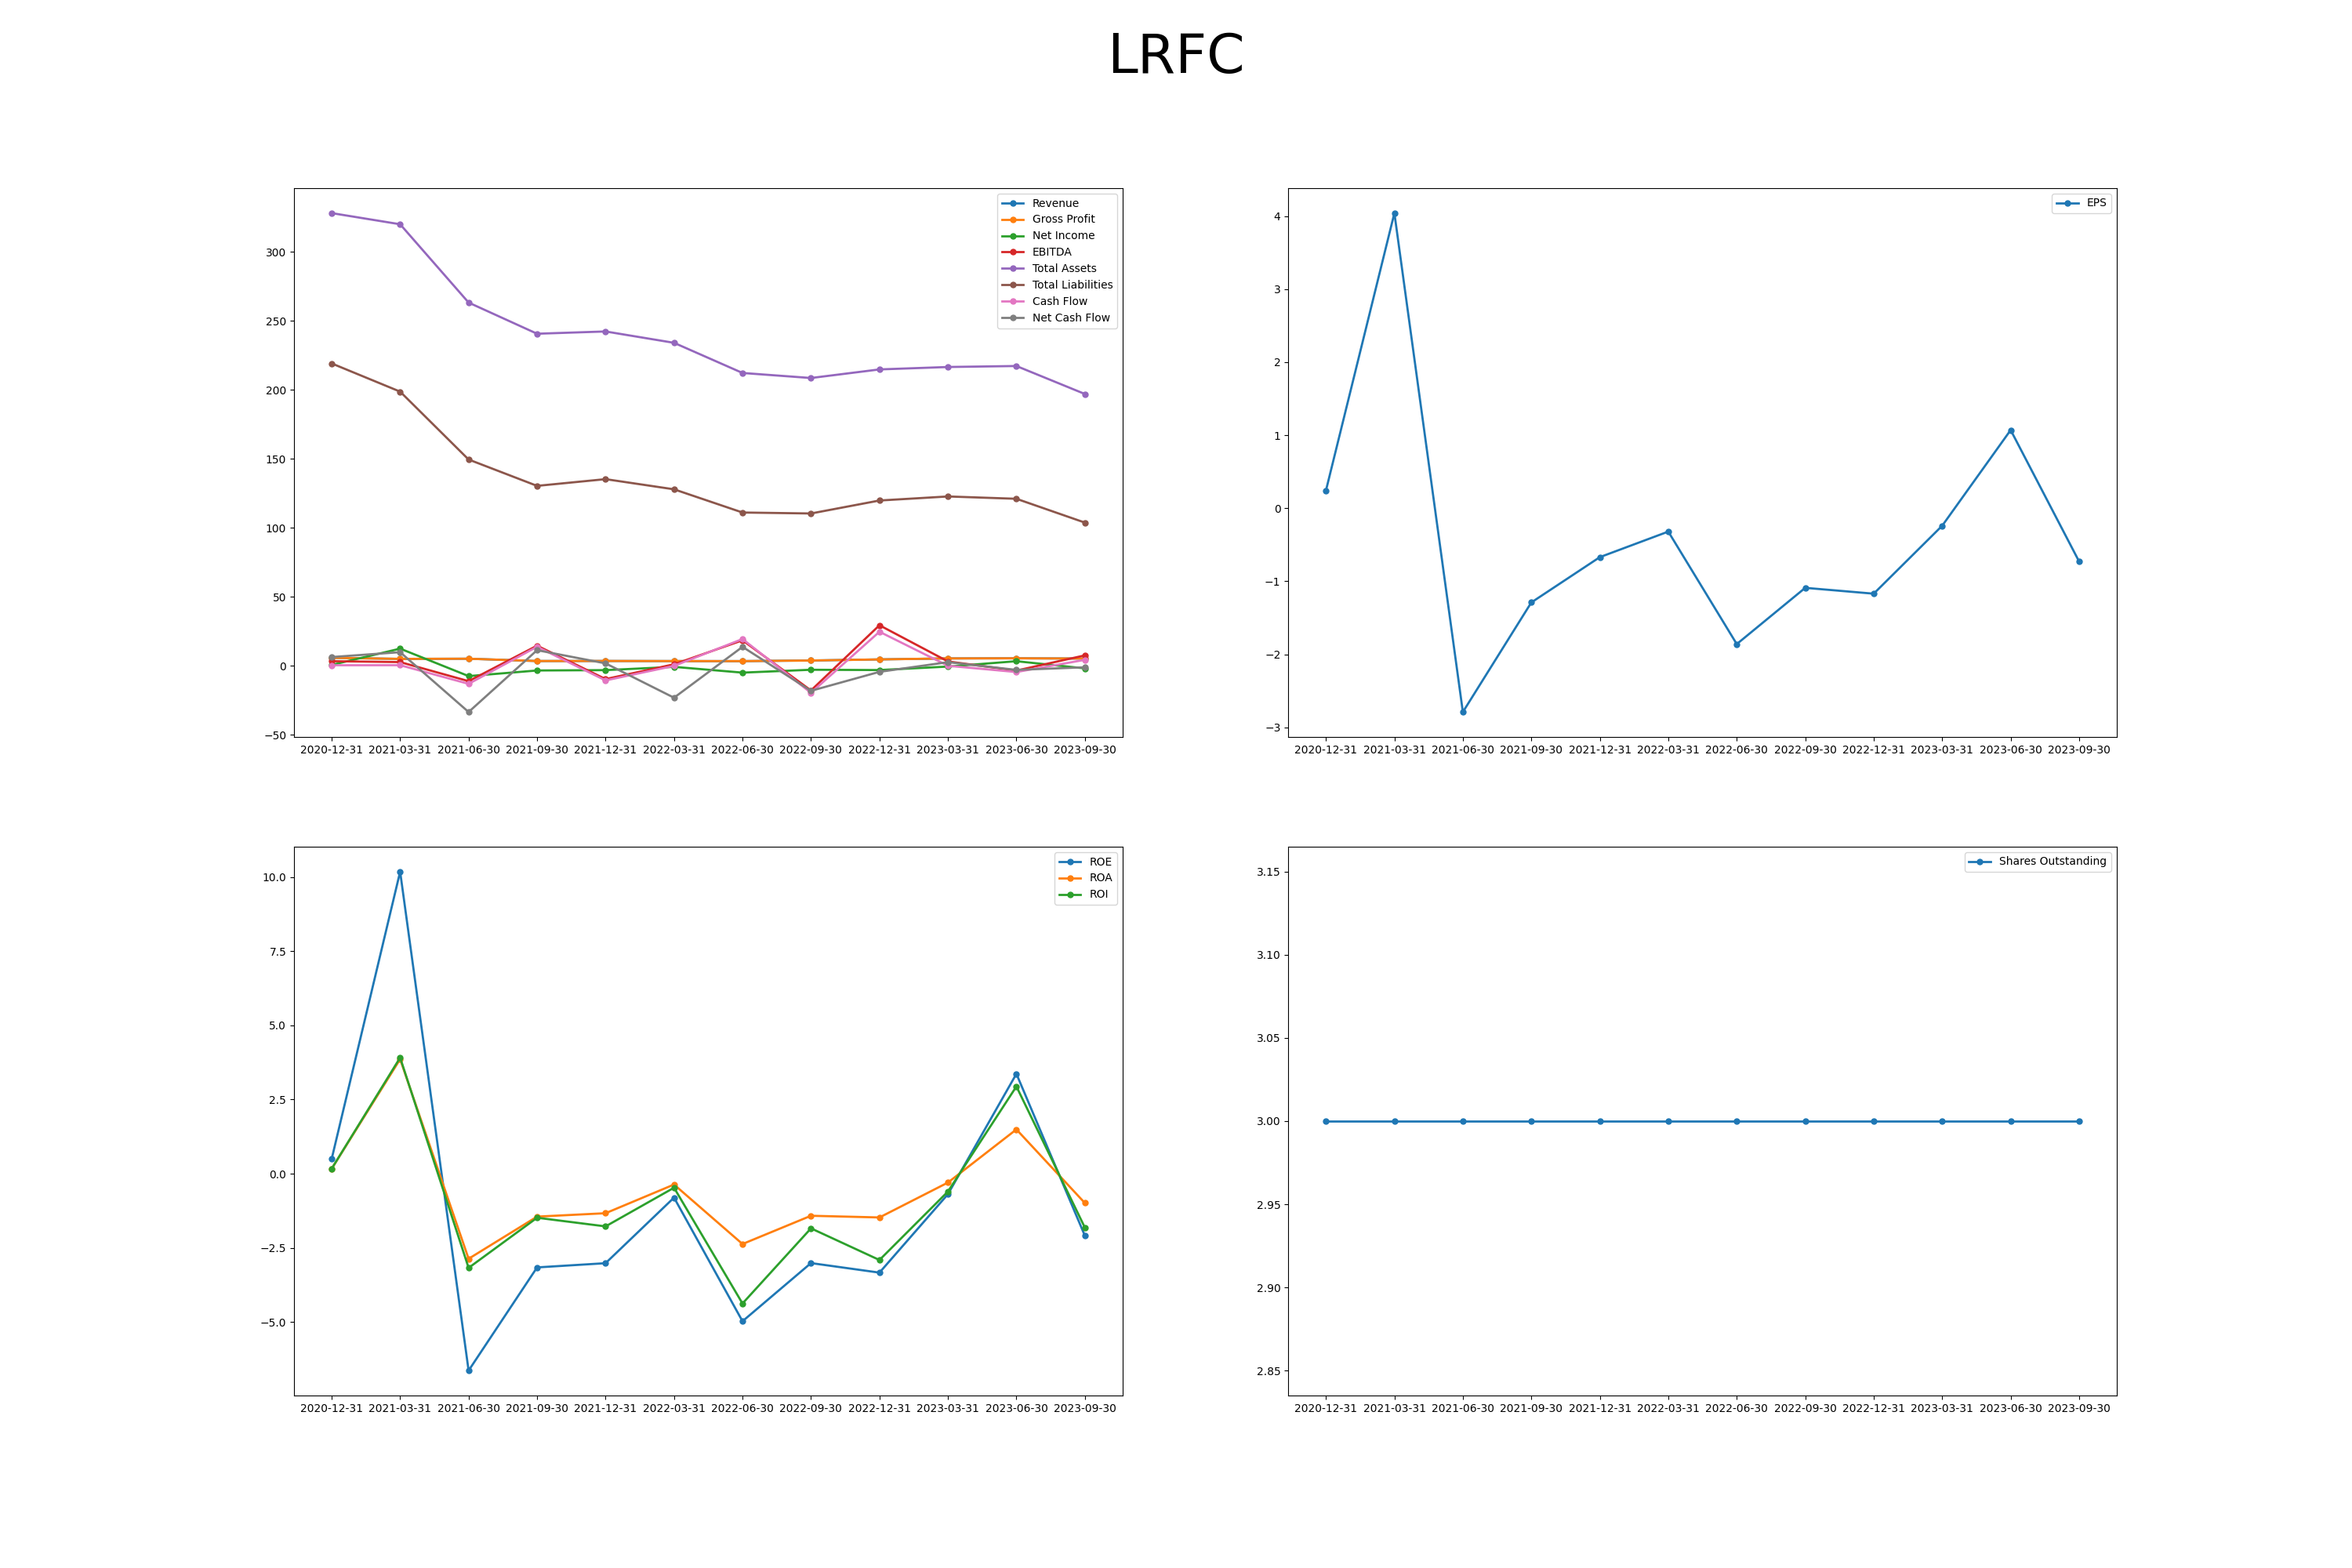 LRFC
Revenue
Gross Profit
Net Income
EBITDA
Total Assets
Total Liabilities
Cash Flow
Net Cash Flow
300
250
200
150
100
50
0
−50
2020-12-31 2021-03-31 2021-06-30 2021-09-30 2021-12-31 2022-03-31 2022-06-30 2022-09-30 2022-12-31 2023-03-31 2023-06-30 2023-09-30
EPS
4
3
2
1
0
−1
−2
−3
2020-12-31 2021-03-31 2021-06-30 2021-09-30 2021-12-31 2022-03-31 2022-06-30 2022-09-30 2022-12-31 2023-03-31 2023-06-30 2023-09-30
ROE
ROA
ROI
10.0
7.5
5.0
2.5
0.0
−2.5
−5.0
2020-12-31 2021-03-31 2021-06-30 2021-09-30 2021-12-31 2022-03-31 2022-06-30 2022-09-30 2022-12-31 2023-03-31 2023-06-30 2023-09-30
Shares Outstanding
3.15
3.10
3.05
3.00
2.95
2.90
2.85
2020-12-31 2021-03-31 2021-06-30 2021-09-30 2021-12-31 2022-03-31 2022-06-30 2022-09-30 2022-12-31 2023-03-31 2023-06-30 2023-09-30